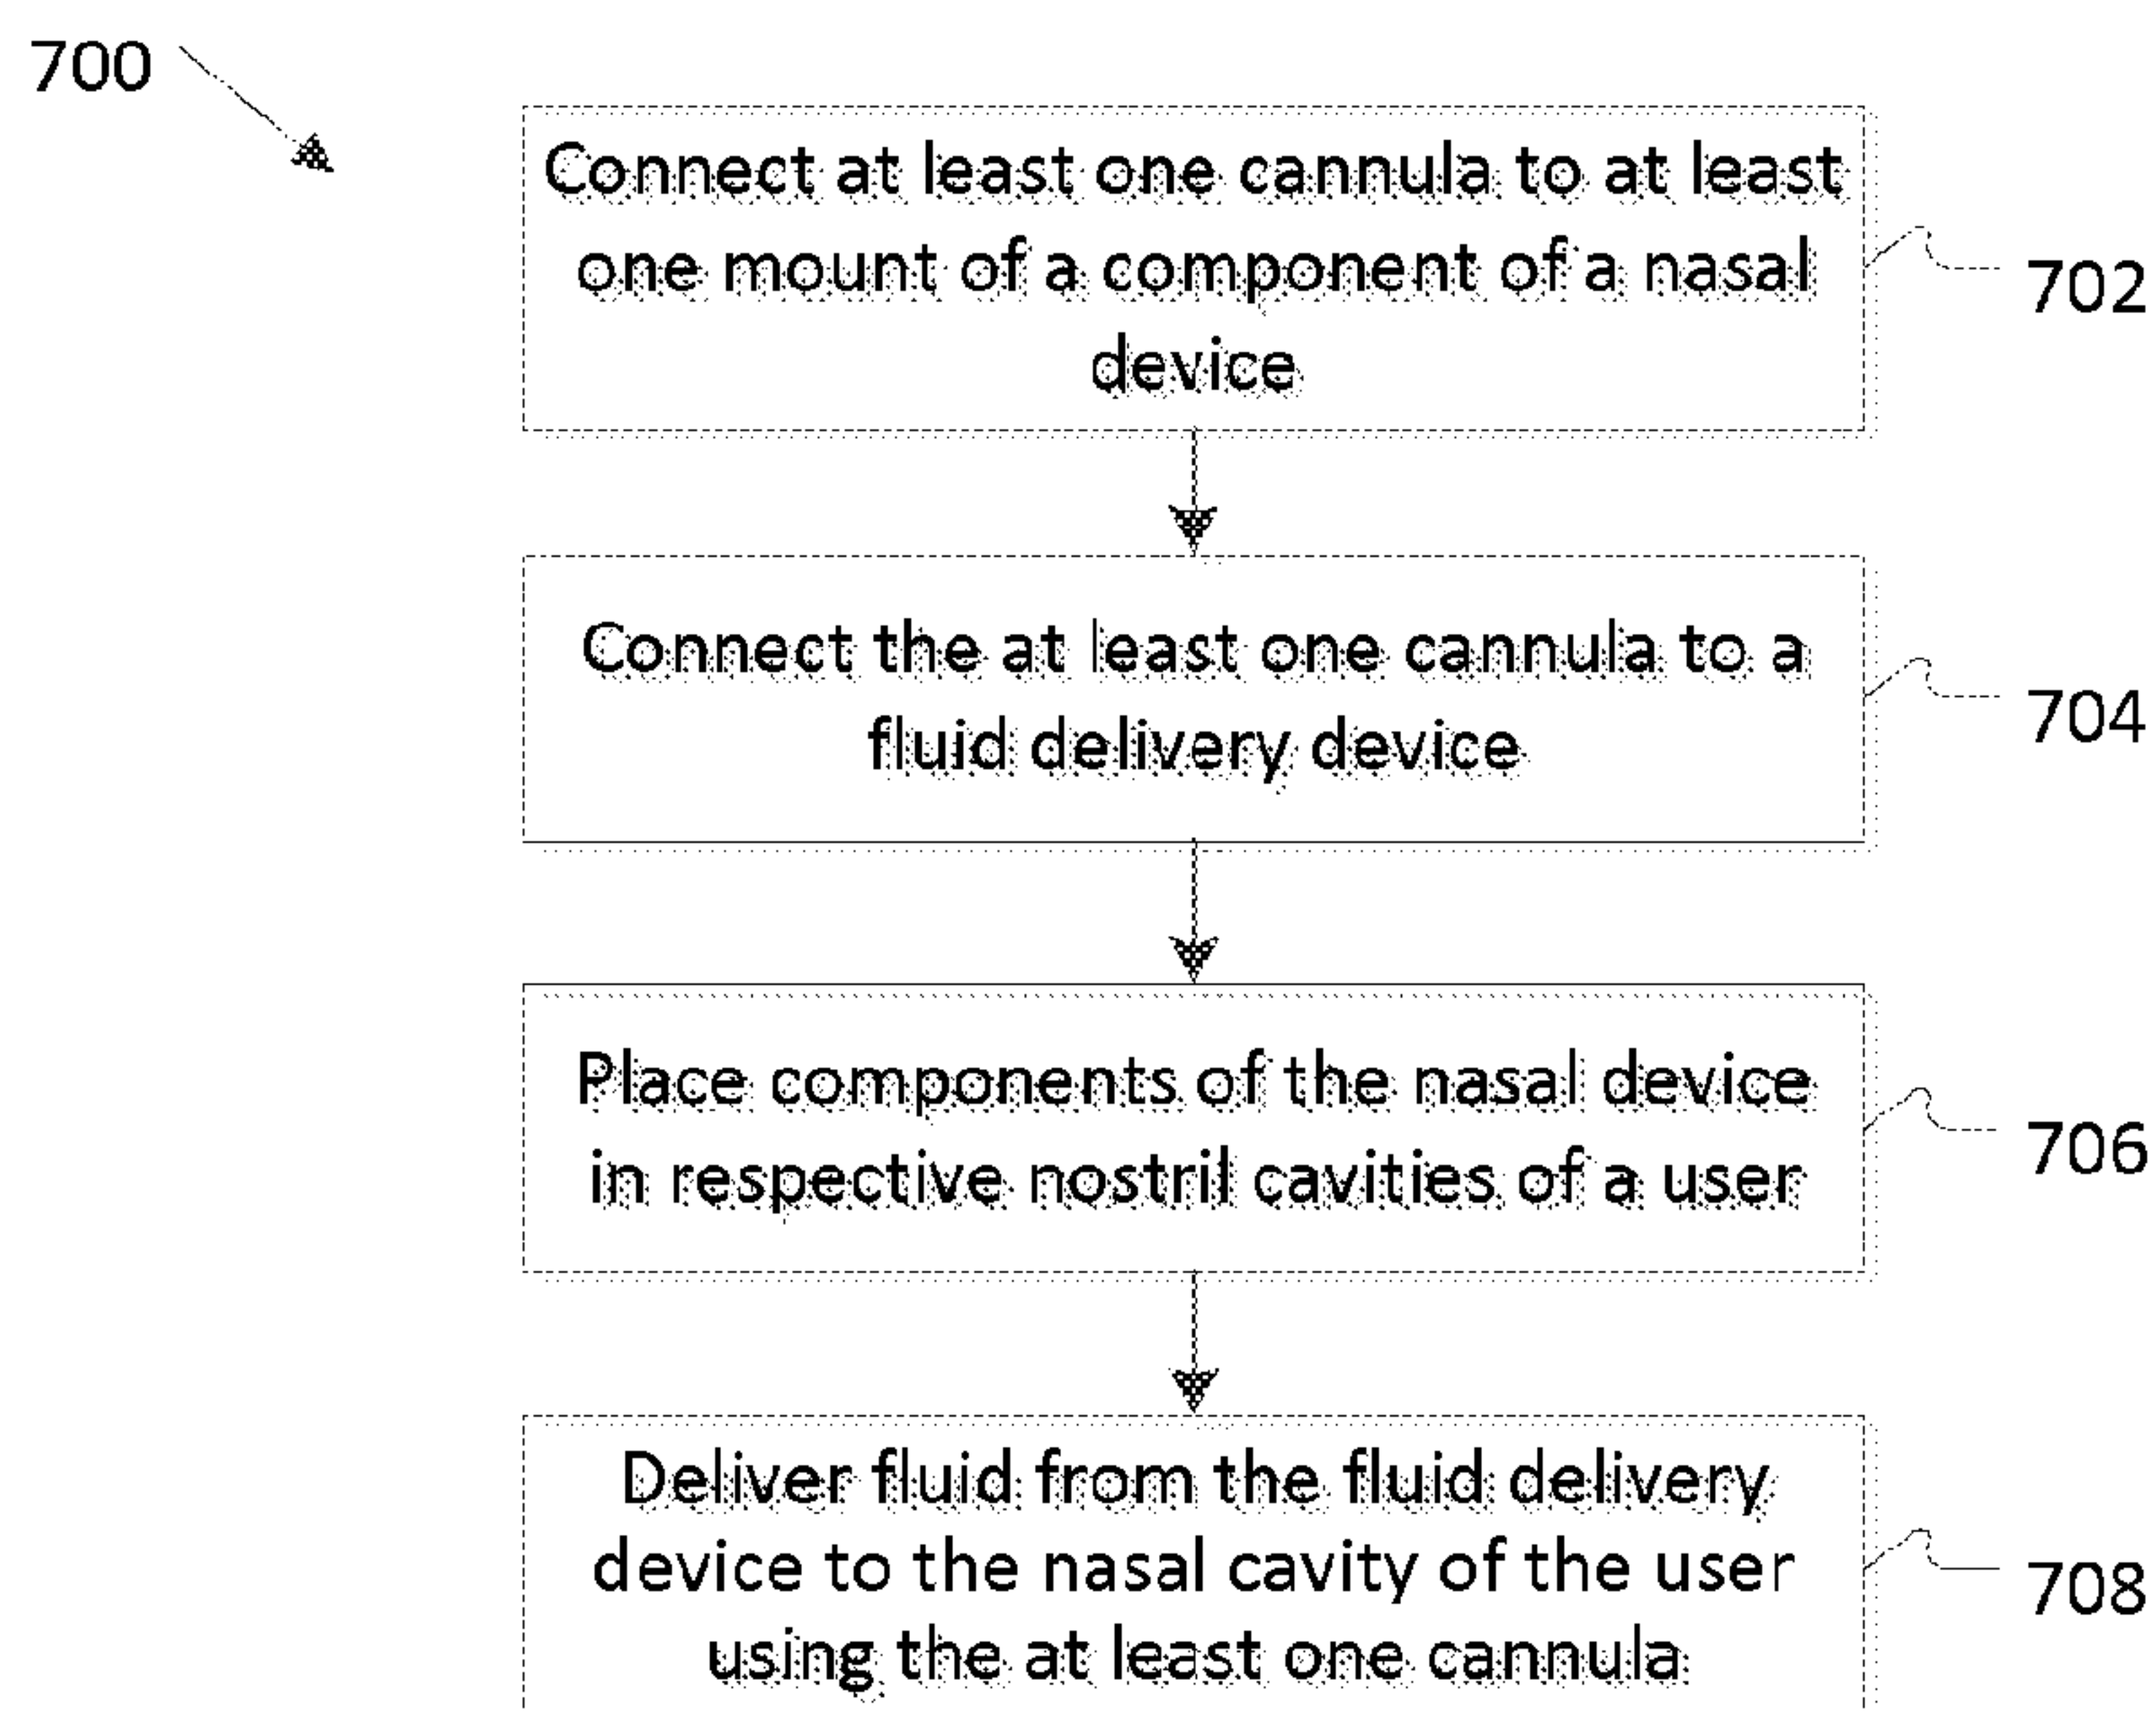 700
Connect at least one cannula to at least
one mount of a component of a nasal
device
702
Connect the at least one cannula to a
fluid delivery device
704
Place components of the nasal device
in respective nostril cavities of a user
706
Deliver fluid from the fluid delivery
device to the nasal cavity of the user
using the at least one cannula
708